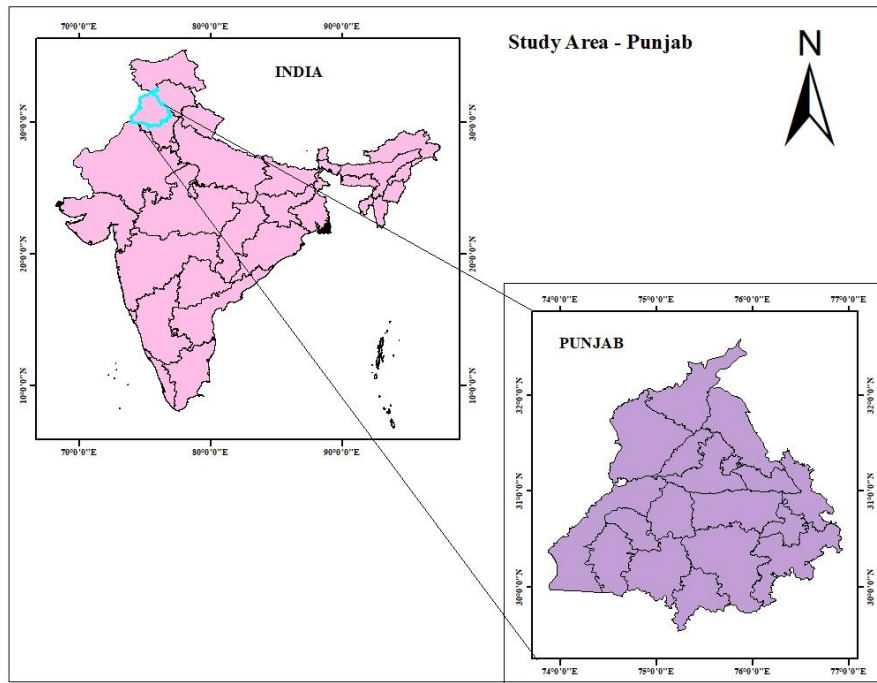 Study Area - Punjab
N
70°0'0"E 80°0'0"E 90°0'0"E
INDIA
30°0'0"N 30°0'0"N
20°0'0"N 20°0'0"N
10°0'0"N 10°0'0"N
70°0'0"E 80°0'0"E 90°0'0"E
74°0'0"E 75°0'0"E 76°0'0"E 77°0'0"E
PUNJAB
32°0'0"N 32°0'0"N
31°0'0"N 31°0'0"N
30°0'0"N 30°0'0"N
74°0'0"E 75°0'0"E 76°0'0"E 77°0'0"E